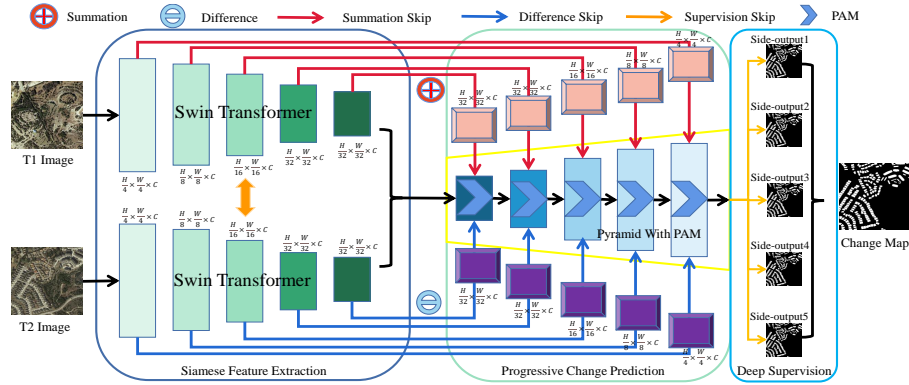 Summation
Difference
Summation Skip
Difference Skip
Supervision Skip
PAM
T1 Image
T2 Image
Swin Transformer
H/4 × W/4 × C
H/8 × W/8 × C
H/16 × W/16 × C
H/32 × W/32 × C
H/32 × W/32 × C
H/4 × W/4 × C
H/8 × W/8 × C
H/16 × W/16 × C
H/32 × W/32 × C
H/32 × W/32 × C
Swin Transformer
Siamese Feature Extraction
H/32 × W/32 × C
H/32 × W/32 × C
H/16 × W/16 × C
H/8 × W/8 × C
H/4 × W/4 × C
Pyramid With PAM
H/32 × W/32 × C
H/32 × W/32 × C
H/16 × W/16 × C
H/8 × W/8 × C
H/4 × W/4 × C
Progressive Change Prediction
Side-output1
Side-output2
Side-output3
Side-output4
Side-output5
Deep Supervision
Change Map